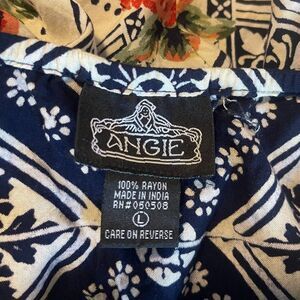 ANGIE
100% RAYON
MADE IN INDIA
RN#050508
L
CARE ON REVERSE